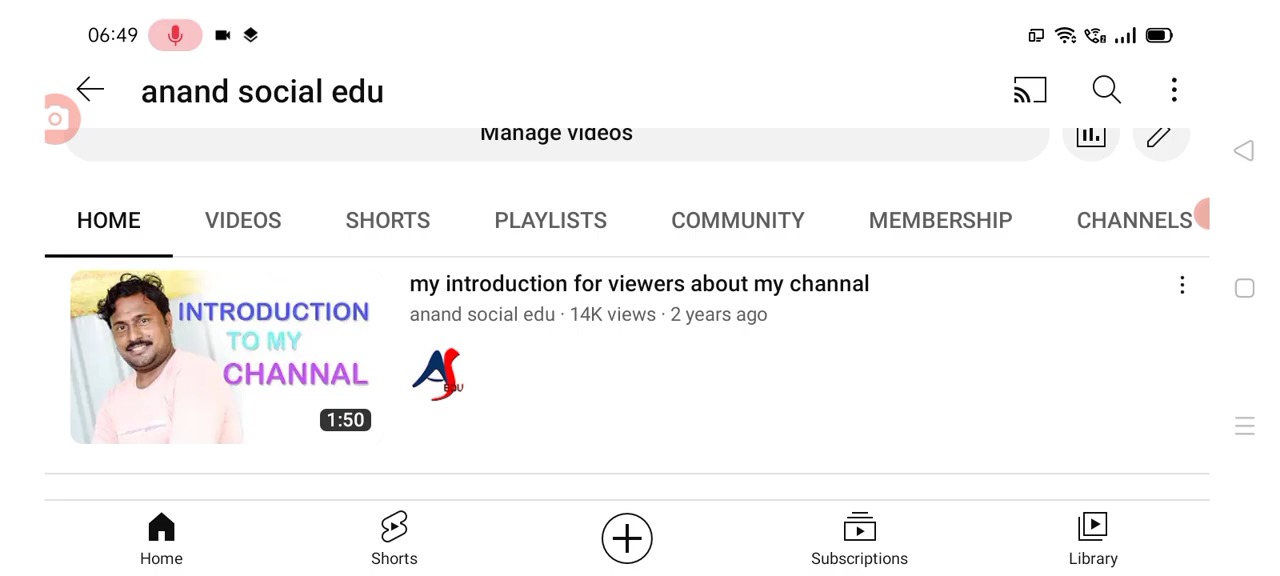 06:49
anand social edu
Manage videos
HOME VIDEOS SHORTS PLAYLISTS COMMUNITY MEMBERSHIP CHANNELS
INTRODUCTION
TO MY
CHANNAL
1:50
my introduction for viewers about my channal
anand social edu · 14K views · 2 years ago
AS
EDU
Home Shorts Subscriptions Library